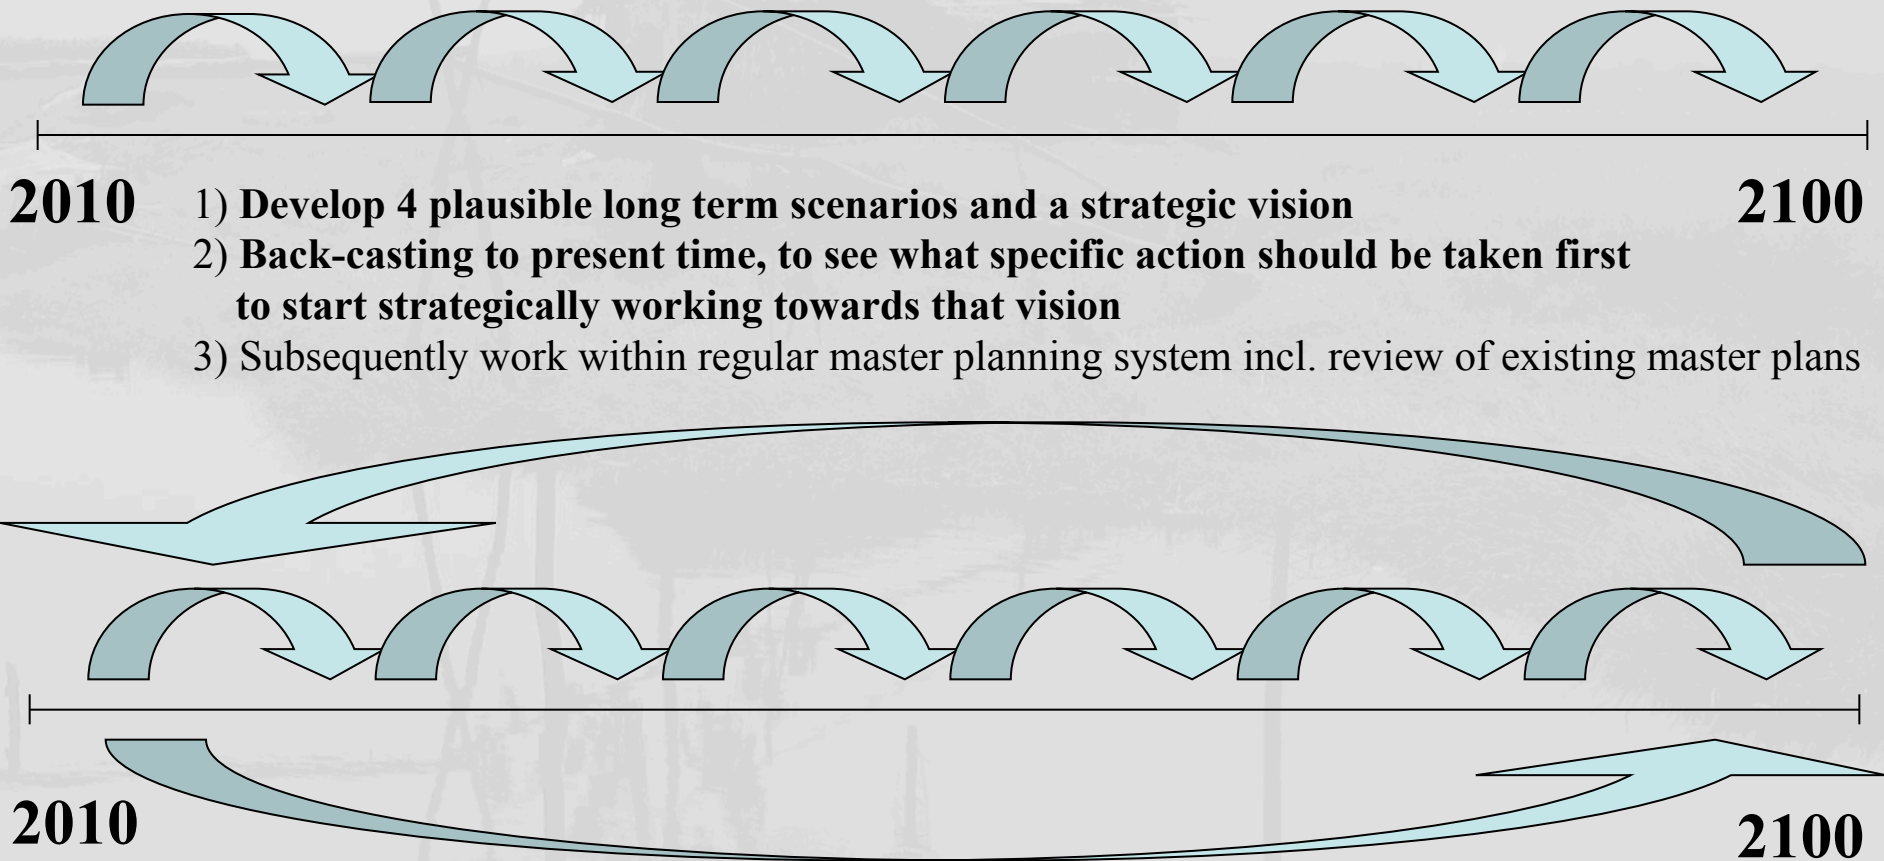 2010
2100
1) Develop 4 plausible long term scenarios and a strategic vision
2) Back-casting to present time, to see what specific action should be taken first
to start strategically working towards that vision
3) Subsequently work within regular master planning system incl. review of existing master plans
2010
2100